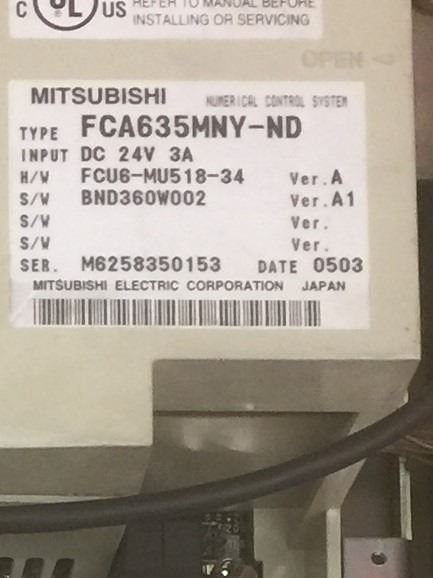 C UL US REFER TO MANUAL BEFORE
INSTALLING OR SERVICING
OPEN
MITSUBISHI NUMERICAL CONTROL SYSTEM
TYPE FCA635MNY-ND
INPUT DC 24V 3A
H/W FCU6-MU518-34 Ver. A
S/W BND360W002 Ver. A1
S/W Ver.
S/W Ver.
SER. M6258350153 DATE 0503
MITSUBISHI ELECTRIC CORPORATION JAPAN